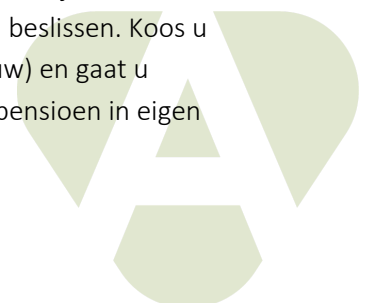 beslissen. Koos u
uw) en gaat u
pensioen in eigen